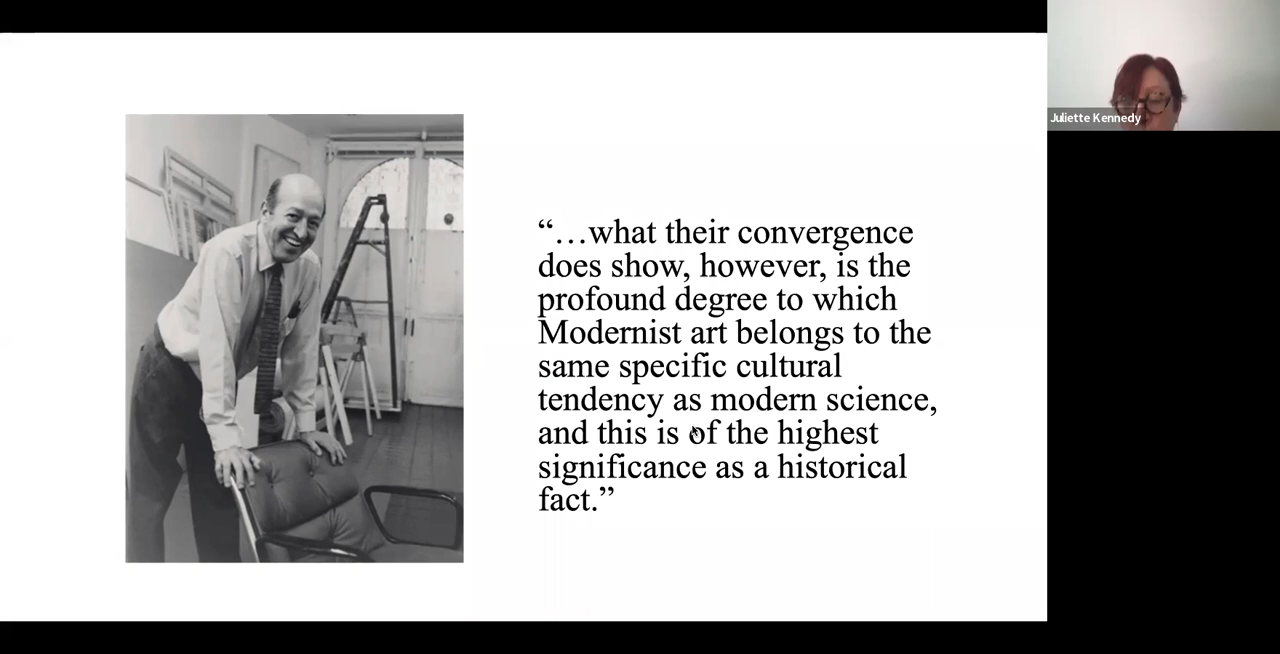 “…what their convergence
does show, however, is the
profound degree to which
Modernist art belongs to the
same specific cultural
tendency as modern science,
and this is of the highest
significance as a historical
fact.”
Juliette Kennedy